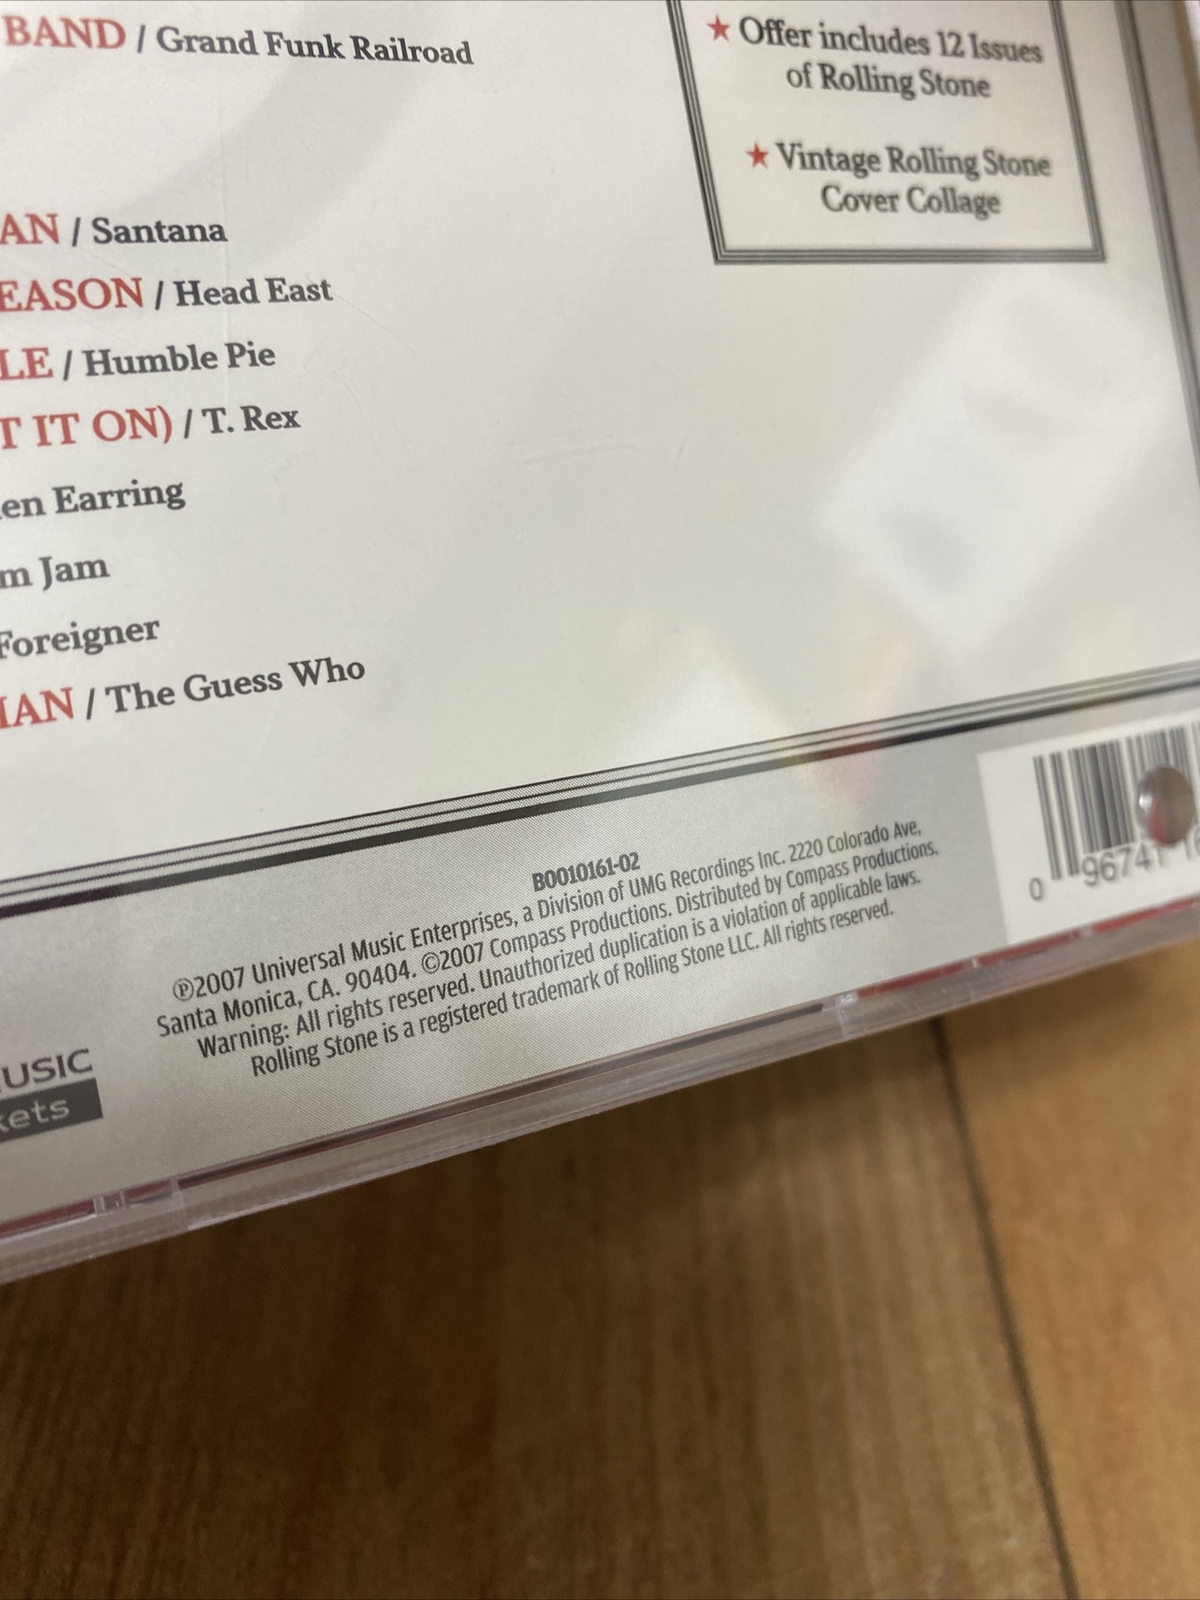 BAND / Grand Funk Railroad
AN / Santana
EASON / Head East
LE / Humble Pie
T IT ON) / T. Rex
en Earring
m Jam
Foreigner
IAN / The Guess Who
★ Offer includes 12 Issues
of Rolling Stone
★ Vintage Rolling Stone
Cover Collage
B0010161-02
℗2007 Universal Music Enterprises, a Division of UMG Recordings Inc. 2220 Colorado Ave,
Santa Monica, CA. 90404. ©2007 Compass Productions. Distributed by Compass Productions.
Warning: All rights reserved. Unauthorized duplication is a violation of applicable laws.
Rolling Stone is a registered trademark of Rolling Stone LLC. All rights reserved.
USIC
kets
0 96741